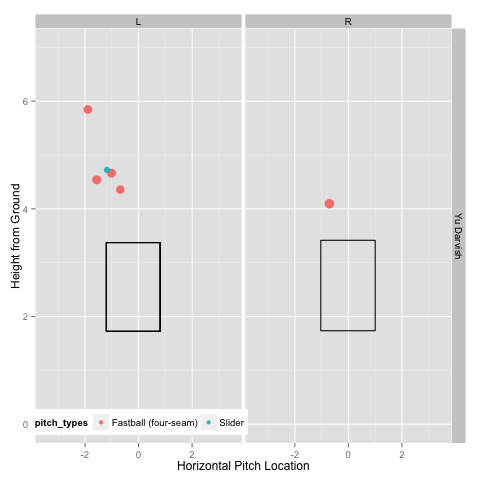 L
R
6
4
2
0
Height from Ground
Yu Darvish
pitch_types
Fastball (four-seam)
Slider
-2
0
2
-2
0
2
Horizontal Pitch Location